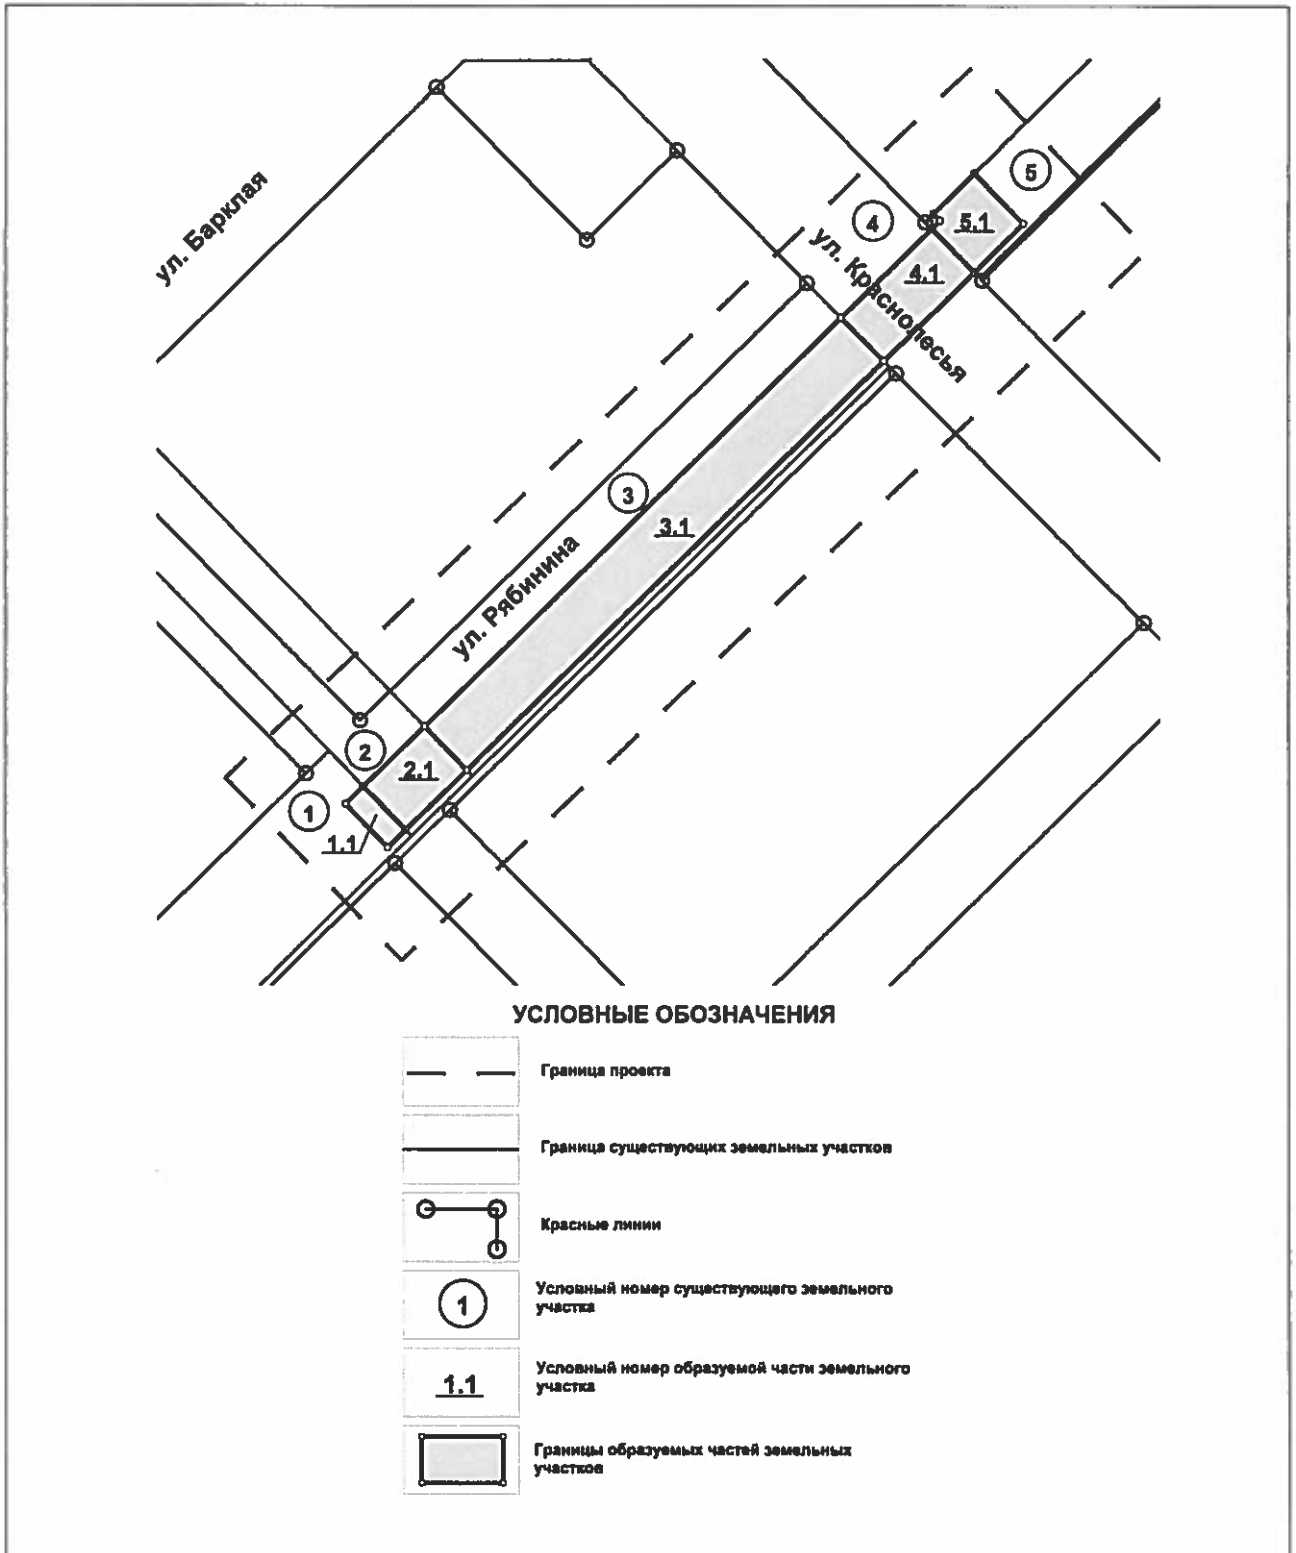 ул. Барклая
5
4
5.1
ул. Краснолесья
4.1
3
3.1
ул. Рябинина
2
2.1
1
1.1
УСЛОВНЫЕ ОБОЗНАЧЕНИЯ
Граница проекта
Граница существующих земельных участков
Красные линии
1
Условный номер существующего земельного
участка
1.1
Условный номер образуемой части земельного
участка
Границы образуемых частей земельных
участков